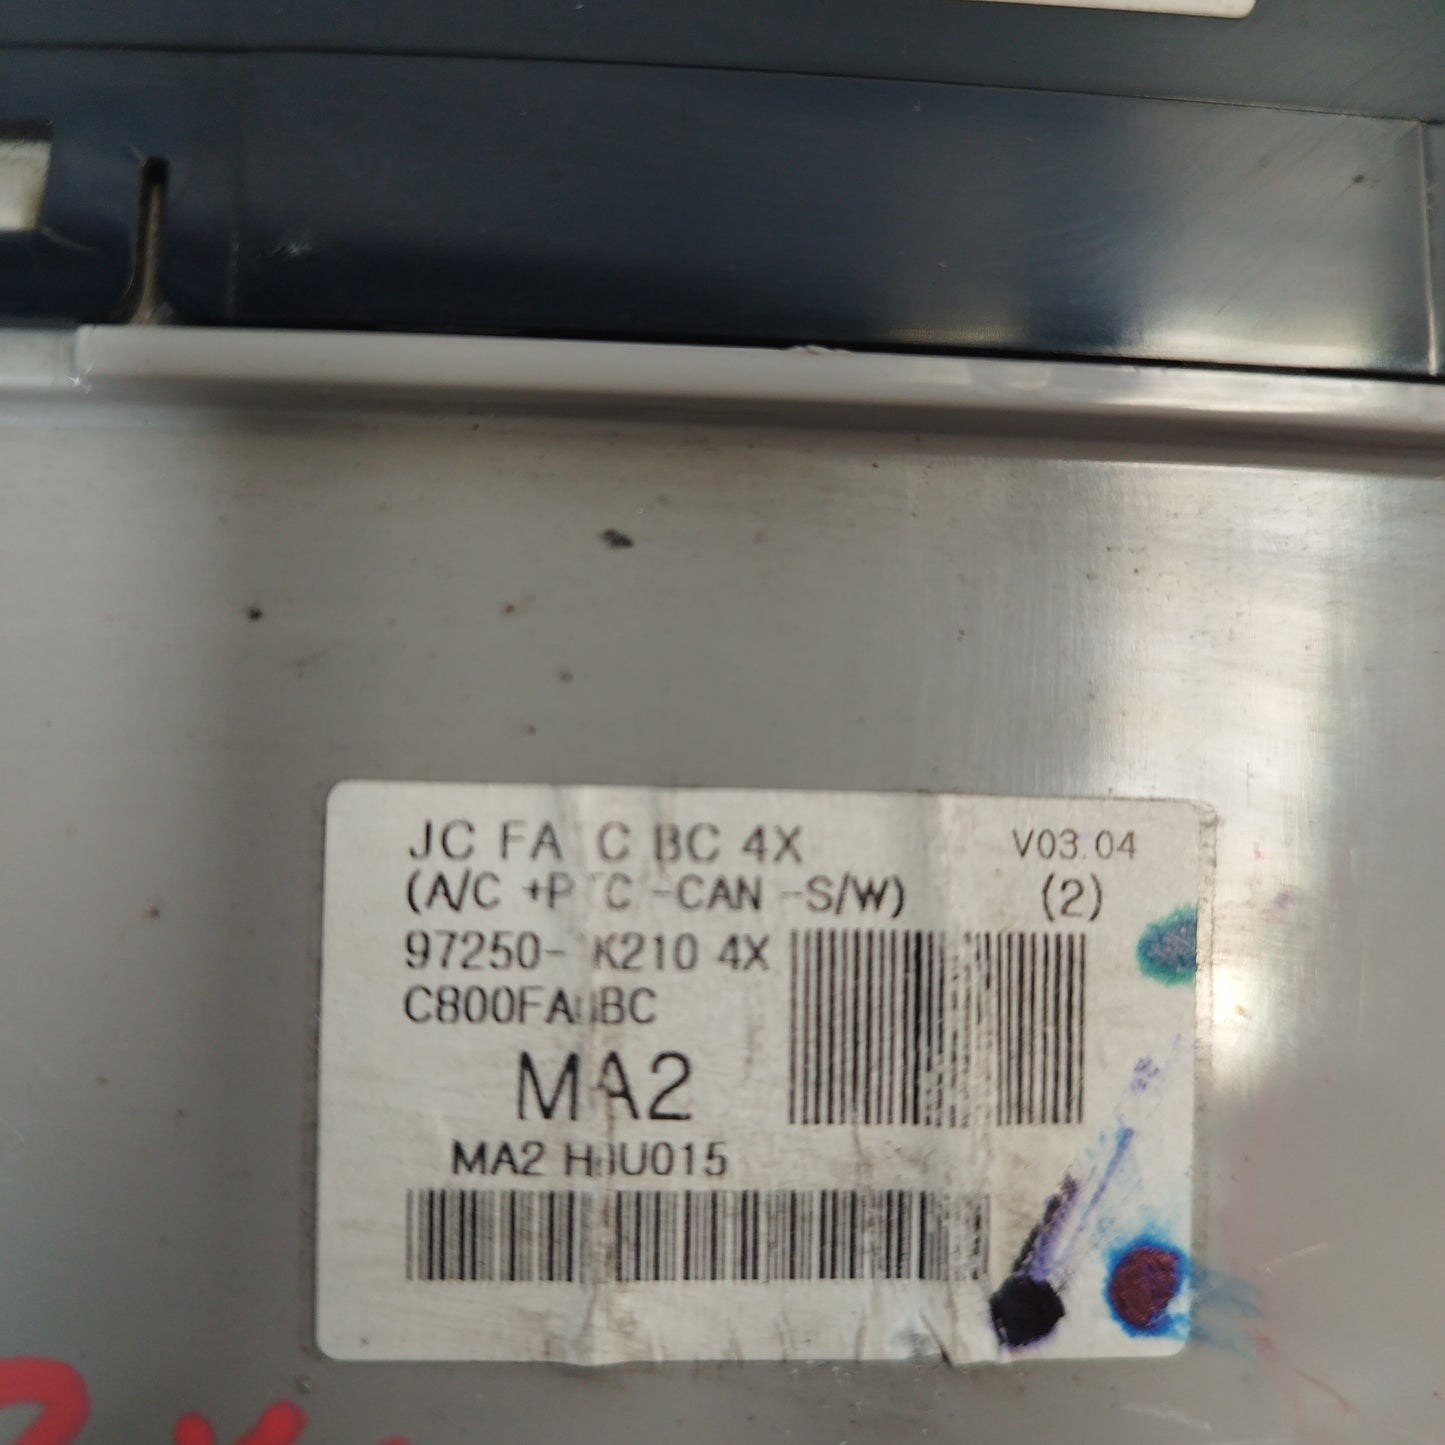 JC FA C BC 4X
V03.04
(A/C +PTC -CAN -S/W)
(2)
97250- K210 4X
C800FA BC
MA2
MA2 H U015